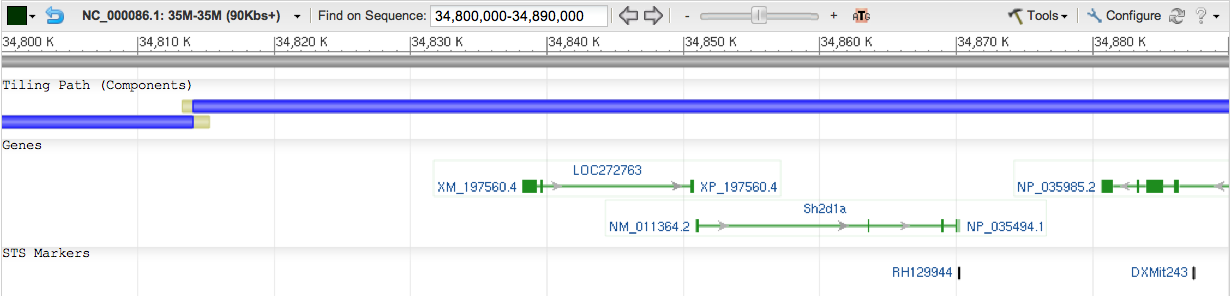 NC_000086.1: 35M-35M (90Kbs+) Find on Sequence: 34,800,000-34,890,000 - + ATG Tools Configure ?
34,800 K 34,810 K 34,820 K 34,830 K 34,840 K 34,850 K 34,860 K 34,870 K 34,880 K
Tiling Path (Components)
Genes
LOC272763
XM_197560.4 XP_197560.4 NP_035985.2
Sh2d1a
NM_011364.2 NP_035494.1
STS Markers
RH129944 DXMit243